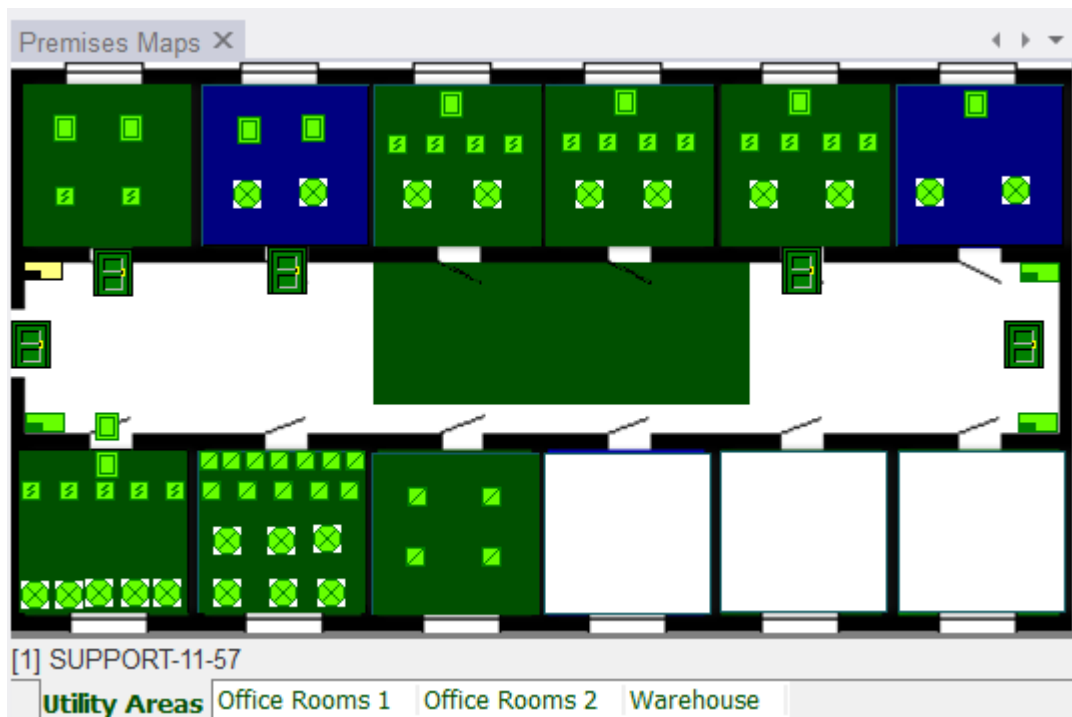 Premises Maps
[1] SUPPORT-11-57
Utility Areas Office Rooms 1 Office Rooms 2 Warehouse